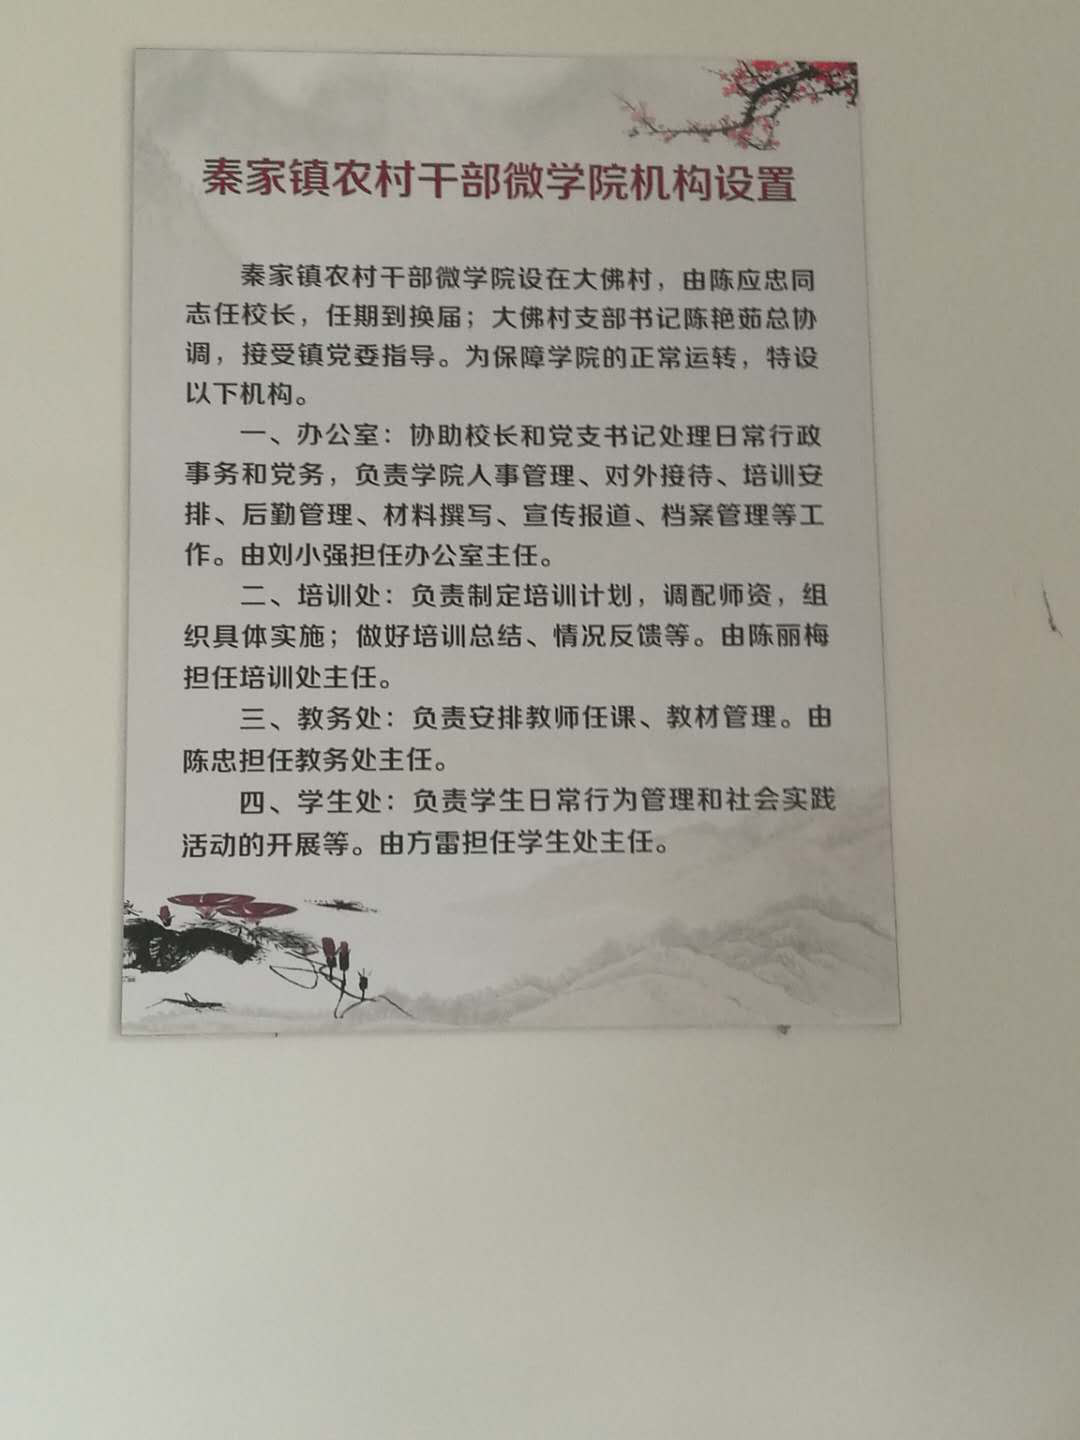 秦家镇农村干部微学院机构设置
秦家镇农村干部微学院设在大佛村，由陈应忠同
志任校长，任期到换届；大佛村支部书记陈艳茹总协
调，接受镇党委指导。为保障学院的正常运转，特设
以下机构。
一、办公室：协助校长和党支书记处理日常行政
事务和党务，负责学院人事管理、对外接待、培训安
排、后勤管理、材料撰写、宣传报道、档案管理等工
作。由刘小强担任办公室主任。
二、培训处：负责制定培训计划，调配师资，组
织具体实施；做好培训总结、情况反馈等。由陈丽梅
担任培训处主任。
三、教务处：负责安排教师任课、教材管理。由
陈忠担任教务处主任。
四、学生处：负责学生日常行为管理和社会实践
活动的开展等。由方雷担任学生处主任。